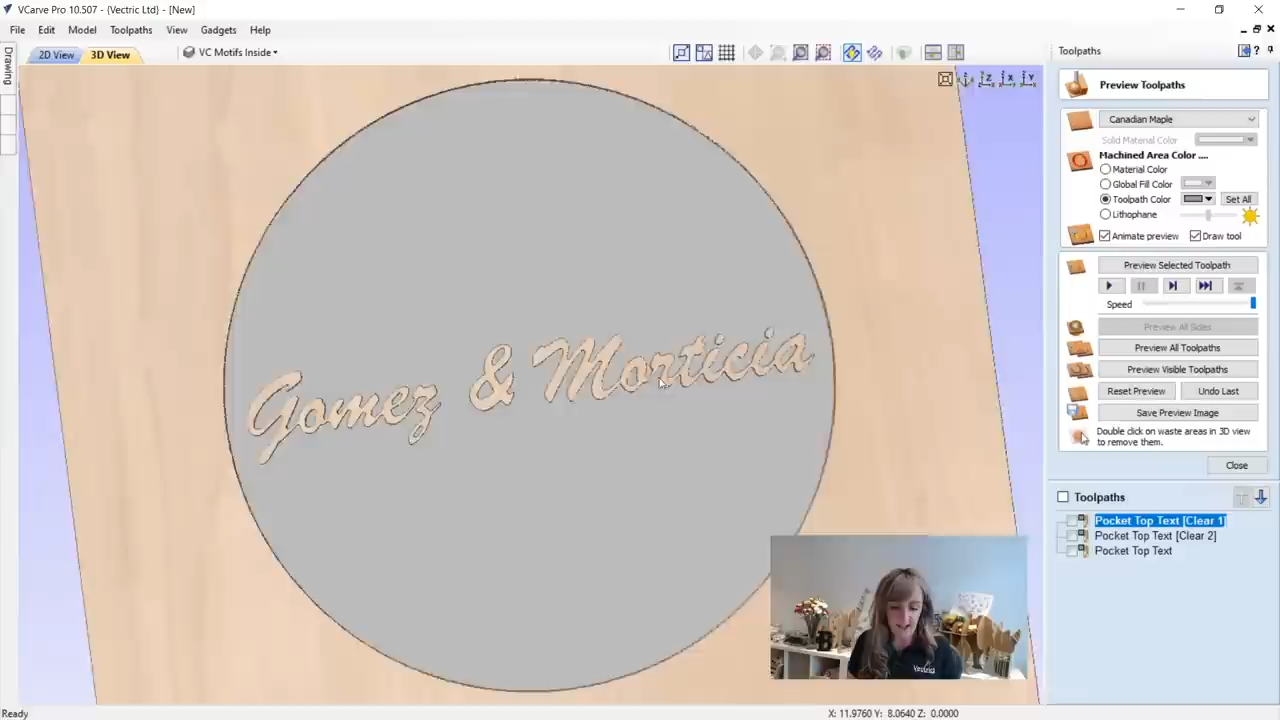 VCarve Pro 10.507 - {Vectric Ltd} - [New]
File Edit Model Toolpaths View Gadgets Help
2D View 3D View VC Motifs Inside
Drawing
Toolpaths
Preview Toolpaths
Canadian Maple
Solid Material Color
Machined Area Color ....
Material Color
Global Fill Color
Toolpath Color Set All
Lithophane
Animate preview Draw tool
Preview Selected Toolpath
Speed
Preview All Sides
Preview All Toolpaths
Preview Visible Toolpaths
Reset Preview Undo Last
Save Preview Image
Double click on waste areas in 3D view
to remove them.
Close
Toolpaths
Pocket Top Text [Clear 1]
Pocket Top Text [Clear 2]
Pocket Top Text
Gomez & Morticia
B
Vectric
Ready
X: 11.9760 Y: 8.0640 Z: 0.0000